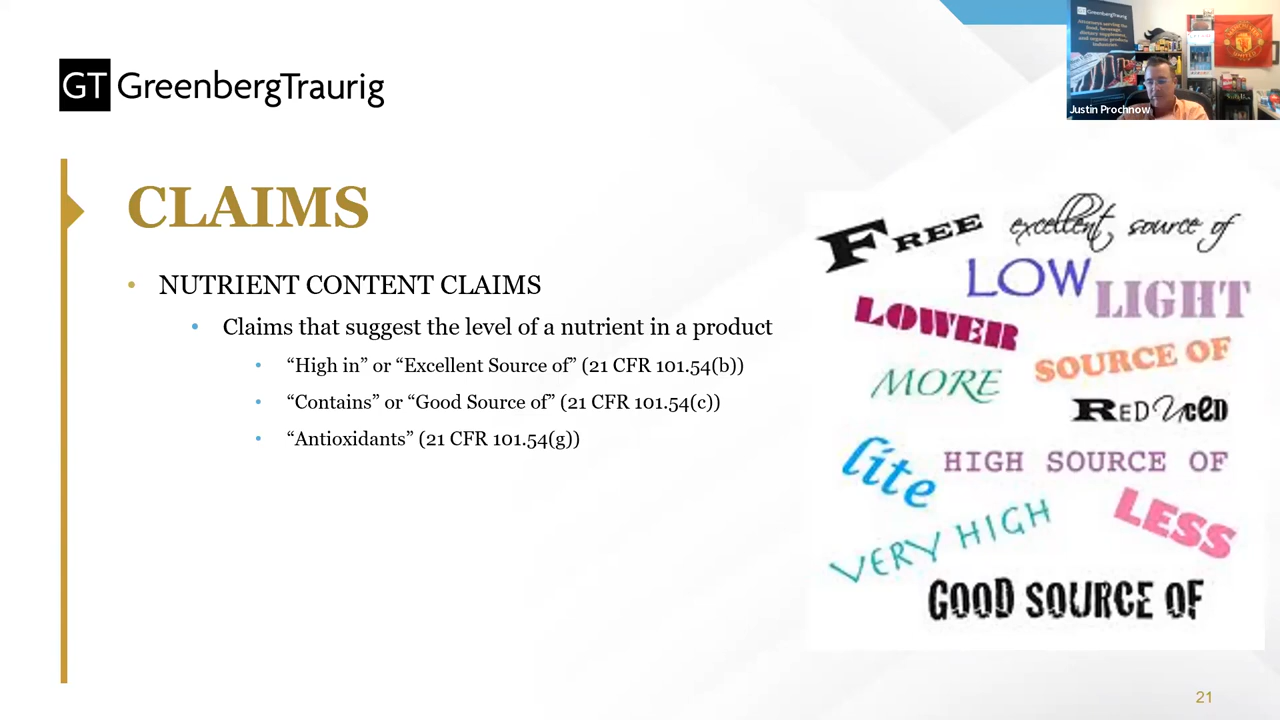 GT GreenbergTraurig
GreenbergTraurig
Justin Prochnow
CLAIMS
• NUTRIENT CONTENT CLAIMS
• Claims that suggest the level of a nutrient in a product
• “High in” or “Excellent Source of” (21 CFR 101.54(b))
• “Contains” or “Good Source of” (21 CFR 101.54(c))
• “Antioxidants” (21 CFR 101.54(g))
FREE
excellent source of
LOW
LIGHT
LOWER
SOURCE OF
MORE
REDUceD
lite
HIGH SOURCE OF
LESS
VERY HIGH
GOOD SOURCE OF
21